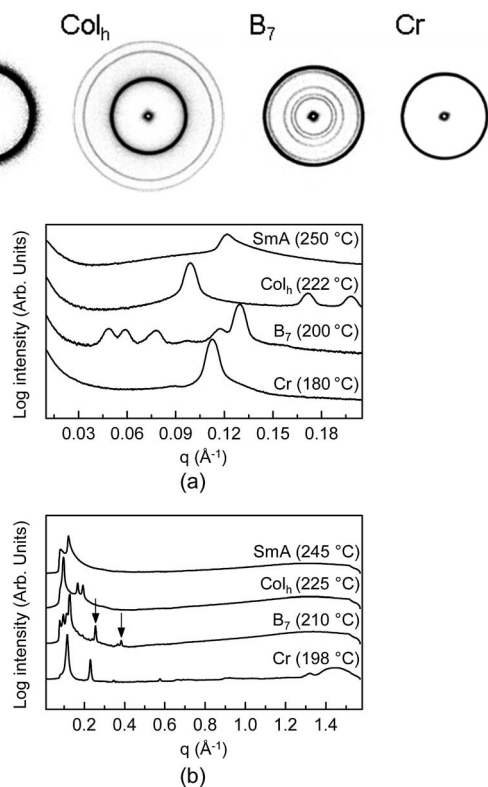 Colₕ B₇ Cr
Log intensity (Arb. Units)
SmA (250 °C)
Colₕ (222 °C)
B₇ (200 °C)
Cr (180 °C)
0.03 0.06 0.09 0.12 0.15 0.18
q (Å⁻¹)
(a)
Log intensity (Arb. Units)
SmA (245 °C)
Colₕ (225 °C)
B₇ (210 °C)
Cr (198 °C)
0.2 0.4 0.6 0.8 1.0 1.2 1.4
q (Å⁻¹)
(b)